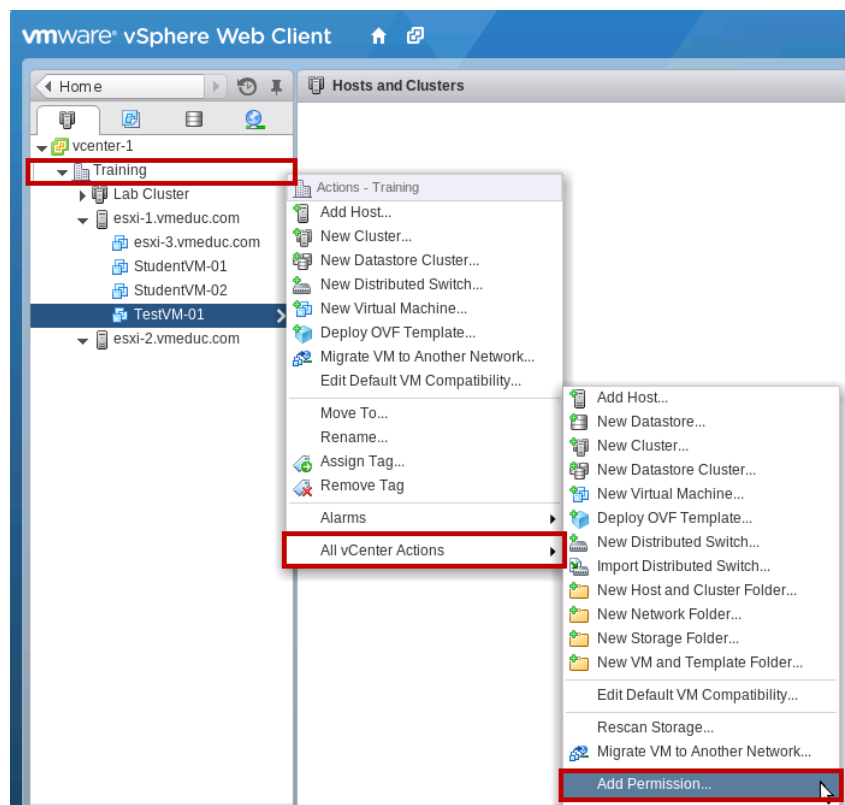 vmware® vSphere Web Client
Home
Hosts and Clusters
vcenter-1
Training
Lab Cluster
esxi-1.vmeduc.com
esxi-3.vmeduc.com
StudentVM-01
StudentVM-02
TestVM-01
esxi-2.vmeduc.com
Actions - Training
Add Host...
New Cluster...
New Datastore Cluster...
New Distributed Switch...
New Virtual Machine...
Deploy OVF Template...
Migrate VM to Another Network...
Edit Default VM Compatibility...
Move To...
Rename...
Assign Tag...
Remove Tag
Alarms
All vCenter Actions
Add Host...
New Datastore...
New Cluster...
New Datastore Cluster...
New Virtual Machine...
Deploy OVF Template...
New Distributed Switch...
Import Distributed Switch...
New Host and Cluster Folder...
New Network Folder...
New Storage Folder...
New VM and Template Folder...
Edit Default VM Compatibility...
Rescan Storage...
Migrate VM to Another Network...
Add Permission...